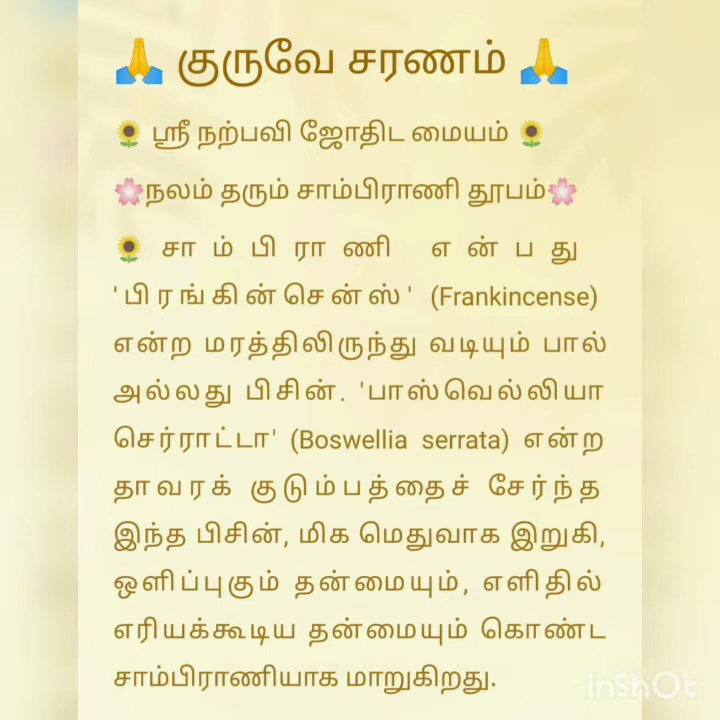 🙏 குருவே சரணம் 🙏
🌻 ஸ்ரீ நற்பவி ஜோதிட மையம் 🌻
🌸நலம் தரும் சாம்பிராணி தூபம்🌸
🌻 சாம்பிராணி என்பது
'பிரங்கின்சென்ஸ்' (Frankincense)
என்ற மரத்திலிருந்து வடியும் பால்
அல்லது பிசின். 'பாஸ்வெல்லியா
செர்ராட்டா' (Boswellia serrata) என்ற
தாவரக் குடும்பத்தைச் சேர்ந்த
இந்த பிசின், மிக மெதுவாக இறுகி,
ஒளிப்புகும் தன்மையும், எளிதில்
எரியக்கூடிய தன்மையும் கொண்ட
சாம்பிராணியாக மாறுகிறது.
InShOt